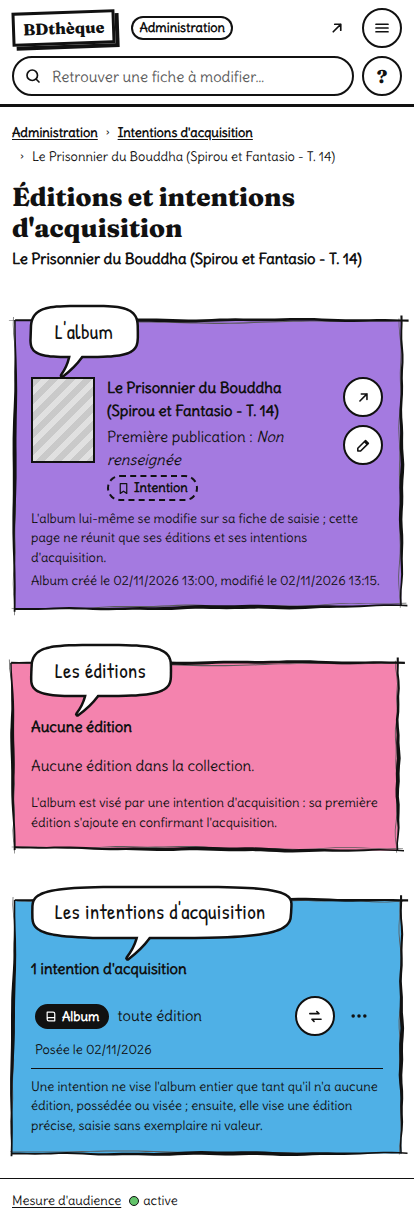 BDthèque Administration
Retrouver une fiche à modifier... ?
Administration › Intentions d'acquisition
› Le Prisonnier du Bouddha (Spirou et Fantasio - T. 14)
Éditions et intentions
d'acquisition
Le Prisonnier du Bouddha (Spirou et Fantasio - T. 14)
L'album
Le Prisonnier du Bouddha
(Spirou et Fantasio - T. 14)
Première publication : Non
renseignée
Intention
L'album lui-même se modifie sur sa fiche de saisie ; cette
page ne réunit que ses éditions et ses intentions
d'acquisition.
Album créé le 02/11/2026 13:00, modifié le 02/11/2026 13:15.
Les éditions
Aucune édition
Aucune édition dans la collection.
L'album est visé par une intention d'acquisition : sa première
édition s'ajoute en confirmant l'acquisition.
Les intentions d'acquisition
1 intention d'acquisition
Album toute édition
Posée le 02/11/2026
Une intention ne vise l'album entier que tant qu'il n'a aucune
édition, possédée ou visée ; ensuite, elle vise une édition
précise, saisie sans exemplaire ni valeur.
Mesure d'audience active